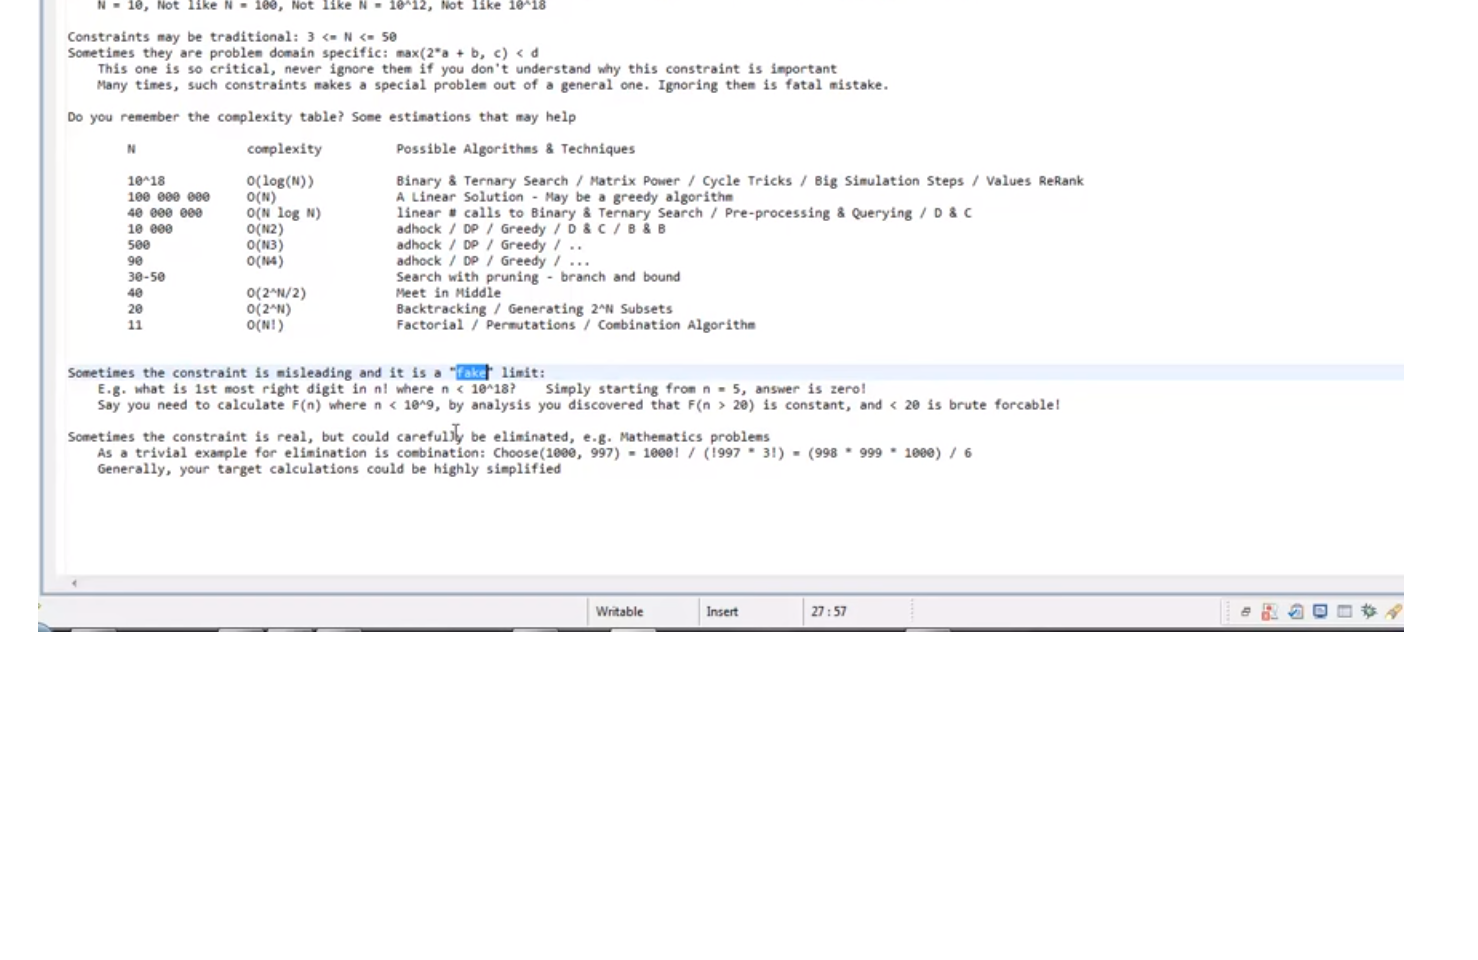 N = 10, Not like N = 100, Not like N = 10^12, Not like 10^18
Constraints may be traditional: 3 <= N <= 50
Sometimes they are problem domain specific: max(2*a + b, c) < d
This one is so critical, never ignore them if you don't understand why this constraint is important
Many times, such constraints makes a special problem out of a general one. Ignoring them is fatal mistake.
Do you remember the complexity table? Some estimations that may help
N complexity Possible Algorithms & Techniques
10^18 O(log(N)) Binary & Ternary Search / Matrix Power / Cycle Tricks / Big Simulation Steps / Values ReRank
100 000 000 O(N) A Linear Solution - May be a greedy algorithm
40 000 000 O(N log N) linear # calls to Binary & Ternary Search / Pre-processing & Querying / D & C
10 000 O(N2) adhock / DP / Greedy / D & C / B & B
500 O(N3) adhock / DP / Greedy / ..
90 O(N4) adhock / DP / Greedy / ...
30-50 Search with pruning - branch and bound
40 O(2^N/2) Meet in Middle
20 O(2^N) Backtracking / Generating 2^N Subsets
11 O(N!) Factorial / Permutations / Combination Algorithm
Sometimes the constraint is misleading and it is a "fake" limit:
E.g. what is 1st most right digit in n! where n < 10^18? Simply starting from n = 5, answer is zero!
Say you need to calculate F(n) where n < 10^9, by analysis you discovered that F(n > 20) is constant, and < 20 is brute forcable!
Sometimes the constraint is real, but could carefully be eliminated, e.g. Mathematics problems
As a trivial example for elimination is combination: Choose(1000, 997) = 1000! / (!997 * 3!) = (998 * 999 * 1000) / 6
Generally, your target calculations could be highly simplified
Writable Insert 27:57